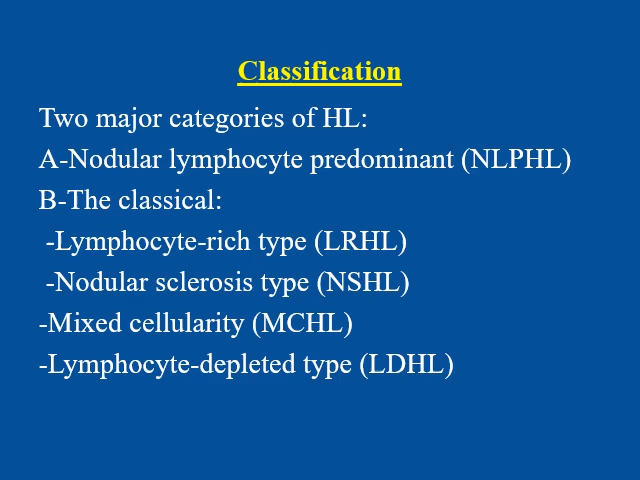 Classification
Two major categories of HL:
A-Nodular lymphocyte predominant (NLPHL)
B-The classical:
-Lymphocyte-rich type (LRHL)
-Nodular sclerosis type (NSHL)
-Mixed cellularity (MCHL)
-Lymphocyte-depleted type (LDHL)